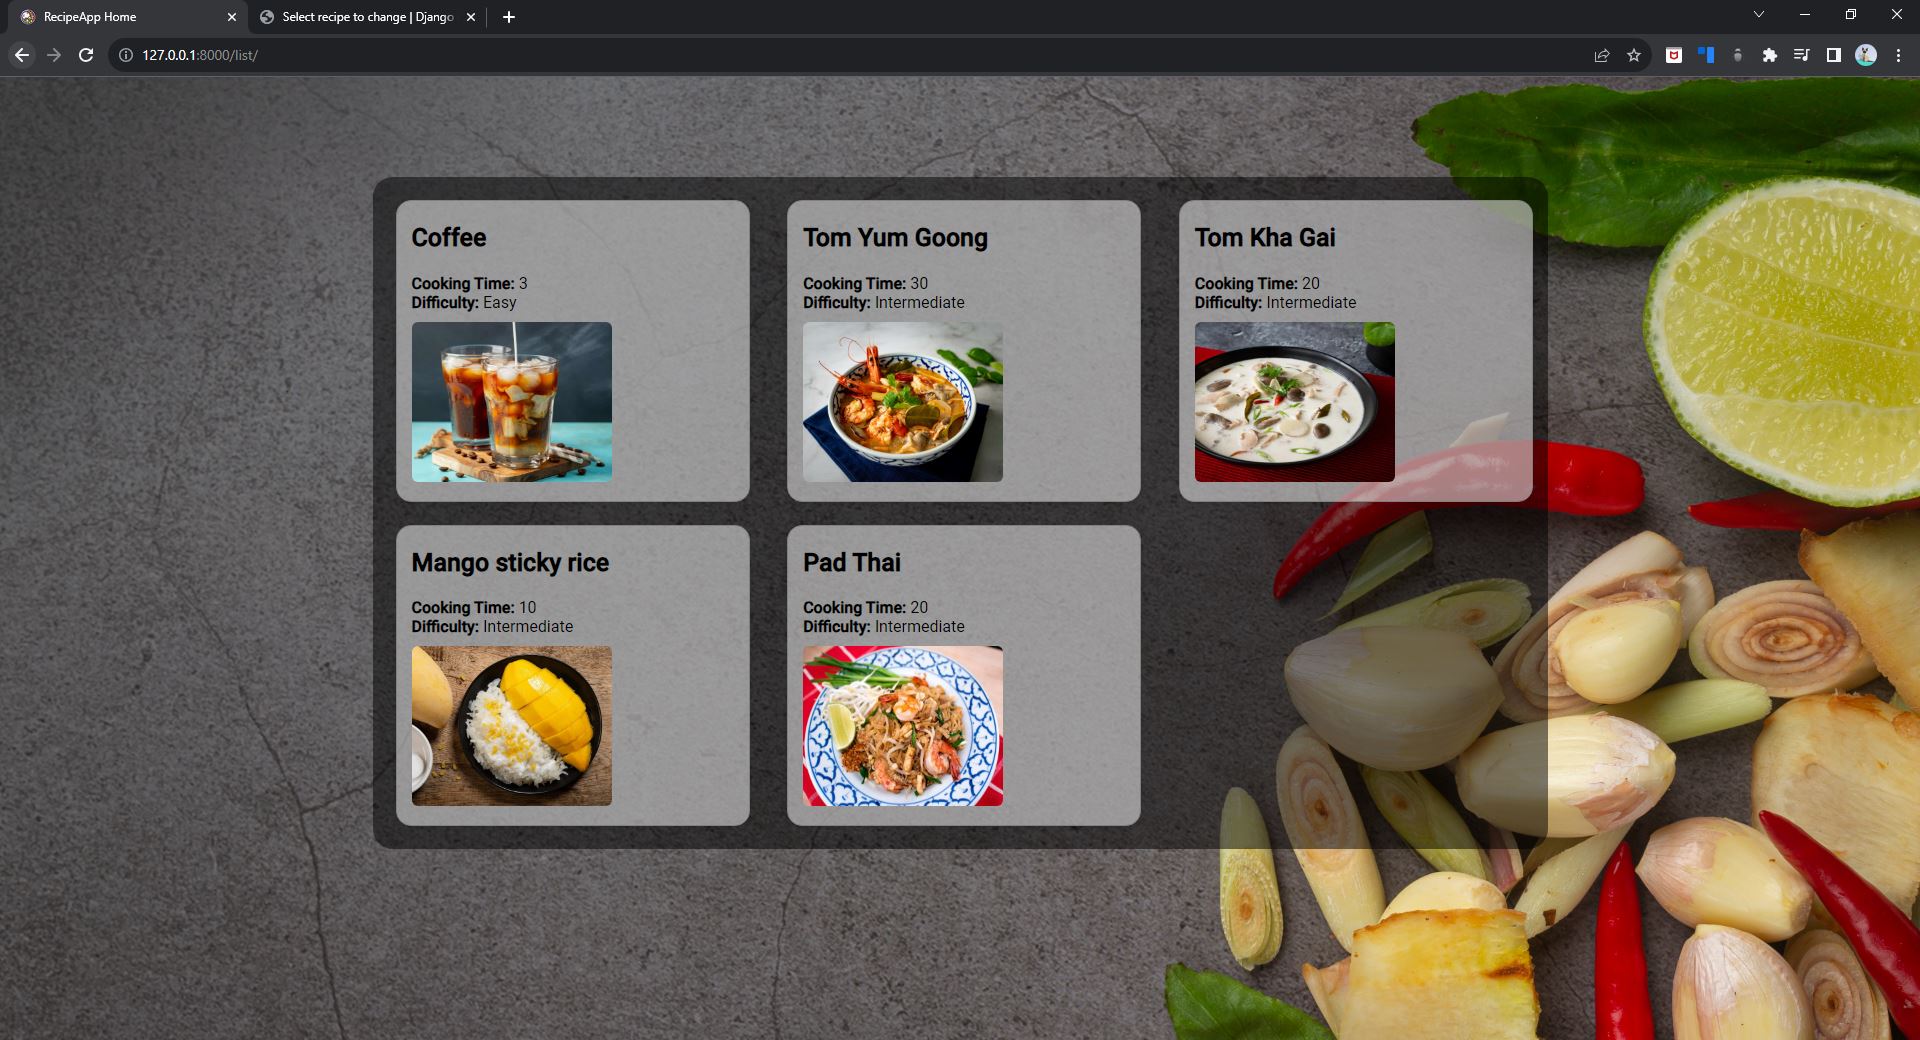 RecipeApp Home
Select recipe to change | Django
127.0.0.1:8000/list/
Coffee
Cooking Time: 3
Difficulty: Easy
Tom Yum Goong
Cooking Time: 30
Difficulty: Intermediate
Tom Kha Gai
Cooking Time: 20
Difficulty: Intermediate
Mango sticky rice
Cooking Time: 10
Difficulty: Intermediate
Pad Thai
Cooking Time: 20
Difficulty: Intermediate